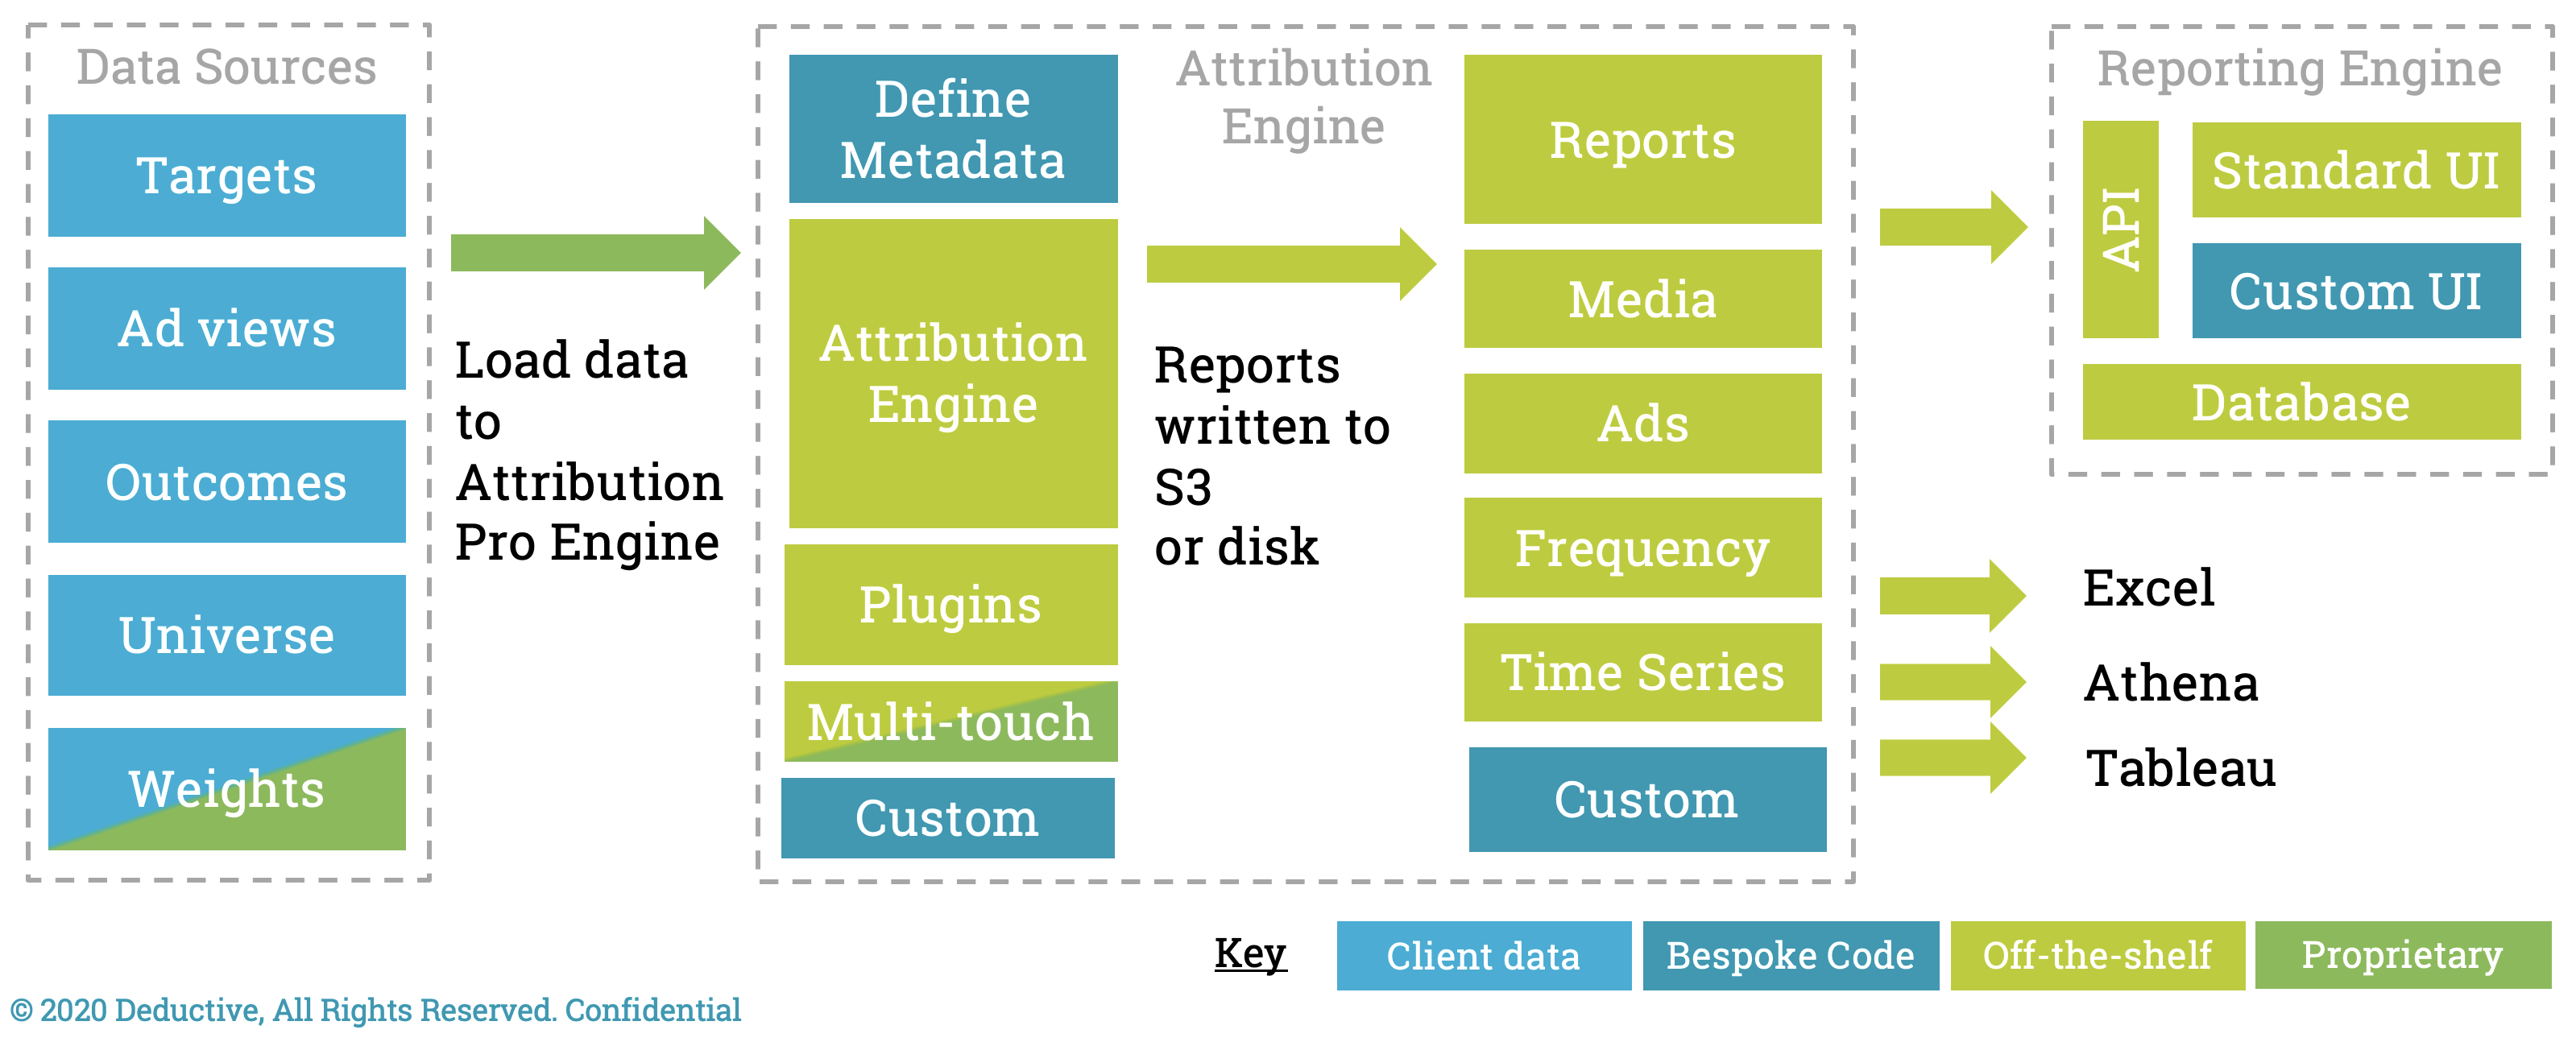 Data Sources
Targets
Ad views
Outcomes
Universe
Weights
Load data
to
Attribution
Pro Engine
Define
Metadata
Attribution
Engine
Plugins
Multi-touch
Custom
Attribution
Engine
Reports
written to
S3
or disk
Reports
Media
Ads
Frequency
Time Series
Custom
Reporting Engine
API
Standard UI
Custom UI
Database
Excel
Athena
Tableau
Key
Client data
Bespoke Code
Off-the-shelf
Proprietary
© 2020 Deductive, All Rights Reserved. Confidential